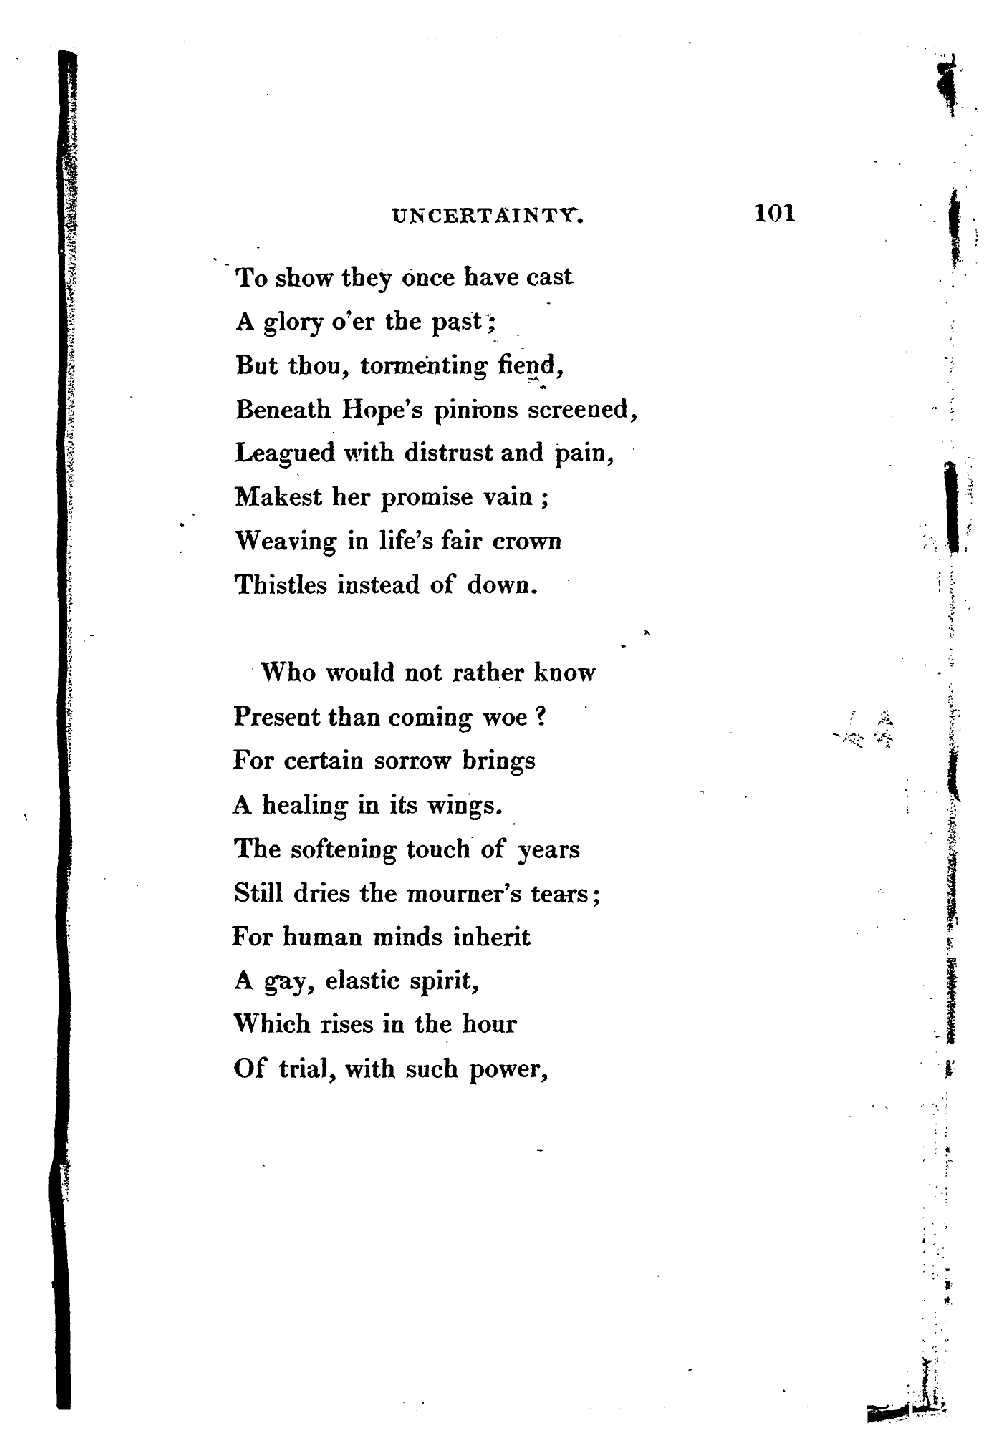 UNCERTAINTY. 101
To show they once have cast
A glory o'er the past;
But thou, tormenting fiend,
Beneath Hope's pinions screened,
Leagued with distrust and pain,
Makest her promise vain ;
Weaving in life's fair crown
Thistles instead of down.
Who would not rather know
Present than coming woe ?
For certain sorrow brings
A healing in its wings.
The softening touch of years
Still dries the mourner's tears;
For human minds inherit
A gay, elastic spirit,
Which rises in the hour
Of trial, with such power,